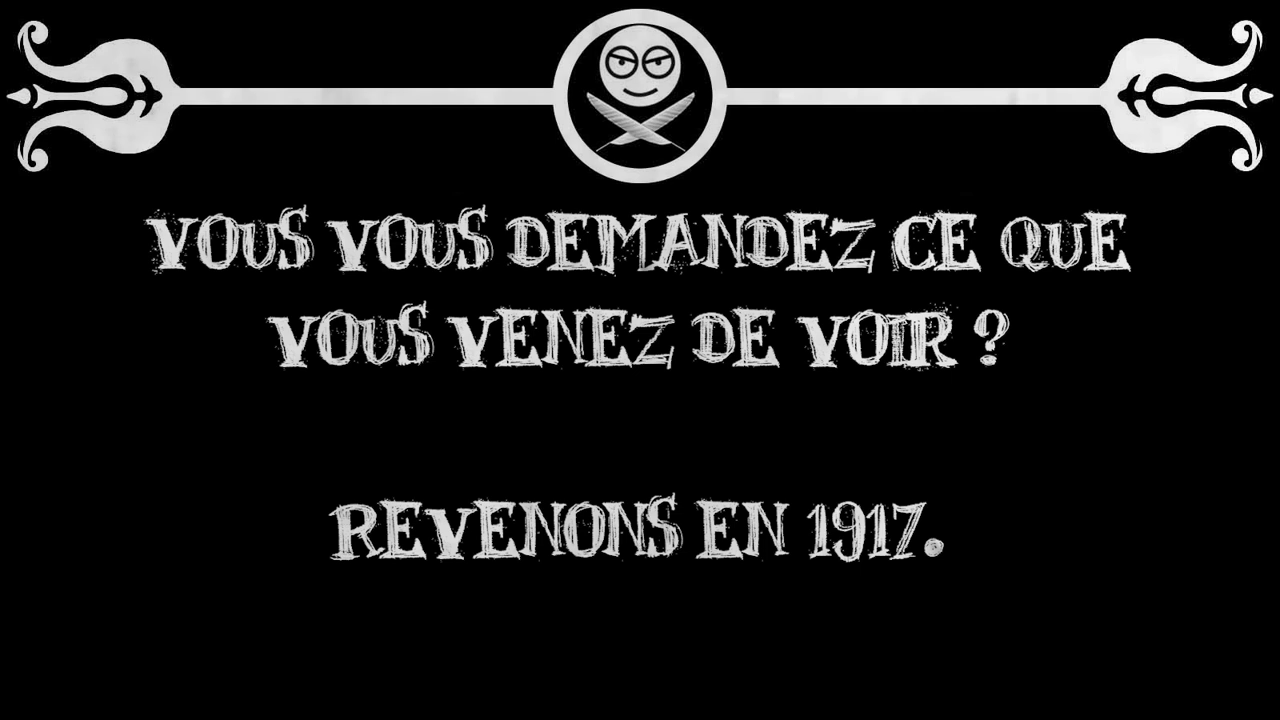 VOUS VOUS DEMANDEZ CE QUE
VOUS VENEZ DE VOIR ?
REVENONS EN 1917.